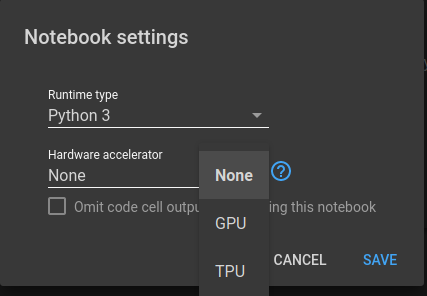 Notebook settings
Runtime type
Python 3
Hardware accelerator
None
None
Omit code cell outpu ing this notebook
GPU
CANCEL SAVE
TPU